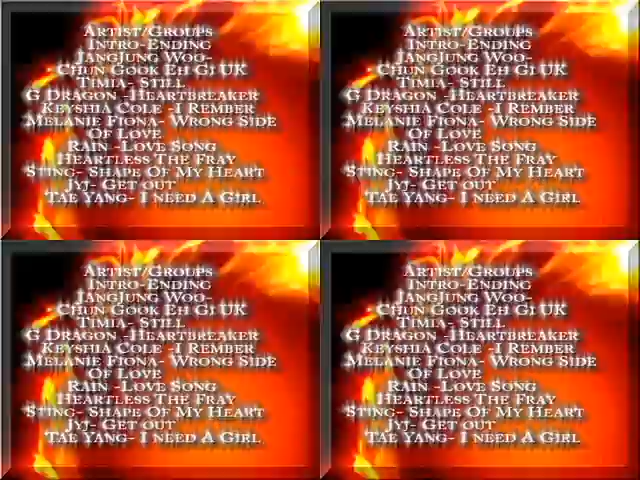 Artist/Groups
Intro-Ending
JangJung Woo-
Chun Gook Eh Gi UK
Timia- Still
G Dragon -Heartbreaker
Keyshia Cole -I Rember
Melanie Fiona- Wrong Side
Of Love
Rain -Love Song
Heartless The Fray
Sting- Shape Of My Heart
Jyj- Get out
Tae Yang- I need A Girl
Artist/Groups
Intro-Ending
JangJung Woo-
Chun Gook Eh Gi UK
Timia- Still
G Dragon -Heartbreaker
Keyshia Cole -I Rember
Melanie Fiona- Wrong Side
Of Love
Rain -Love Song
Heartless The Fray
Sting- Shape Of My Heart
Jyj- Get out
Tae Yang- I need A Girl
Artist/Groups
Intro-Ending
JangJung Woo-
Chun Gook Eh Gi UK
Timia- Still
G Dragon -Heartbreaker
Keyshia Cole -I Rember
Melanie Fiona- Wrong Side
Of Love
Rain -Love Song
Heartless The Fray
Sting- Shape Of My Heart
Jyj- Get out
Tae Yang- I need A Girl
Artist/Groups
Intro-Ending
JangJung Woo-
Chun Gook Eh Gi UK
Timia- Still
G Dragon -Heartbreaker
Keyshia Cole -I Rember
Melanie Fiona- Wrong Side
Of Love
Rain -Love Song
Heartless The Fray
Sting- Shape Of My Heart
Jyj- Get out
Tae Yang- I need A Girl